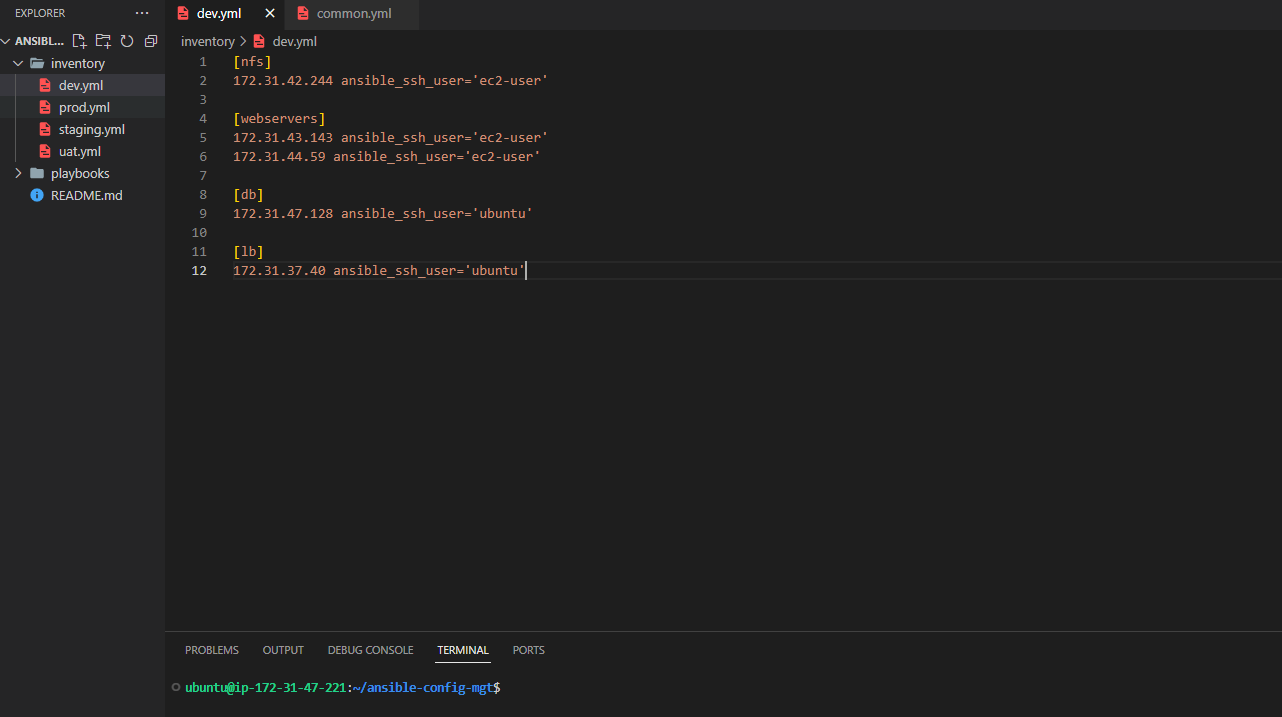 EXPLORER
ANSIBL...
inventory
dev.yml
prod.yml
staging.yml
uat.yml
playbooks
README.md
dev.yml
common.yml
inventory > dev.yml
1 [nfs]
2 172.31.42.244 ansible_ssh_user='ec2-user'
3
4 [webservers]
5 172.31.43.143 ansible_ssh_user='ec2-user'
6 172.31.44.59 ansible_ssh_user='ec2-user'
7
8 [db]
9 172.31.47.128 ansible_ssh_user='ubuntu'
10
11 [lb]
12 172.31.37.40 ansible_ssh_user='ubuntu'
PROBLEMS OUTPUT DEBUG CONSOLE TERMINAL PORTS
ubuntu@ip-172-31-47-221:~/ansible-config-mgt$